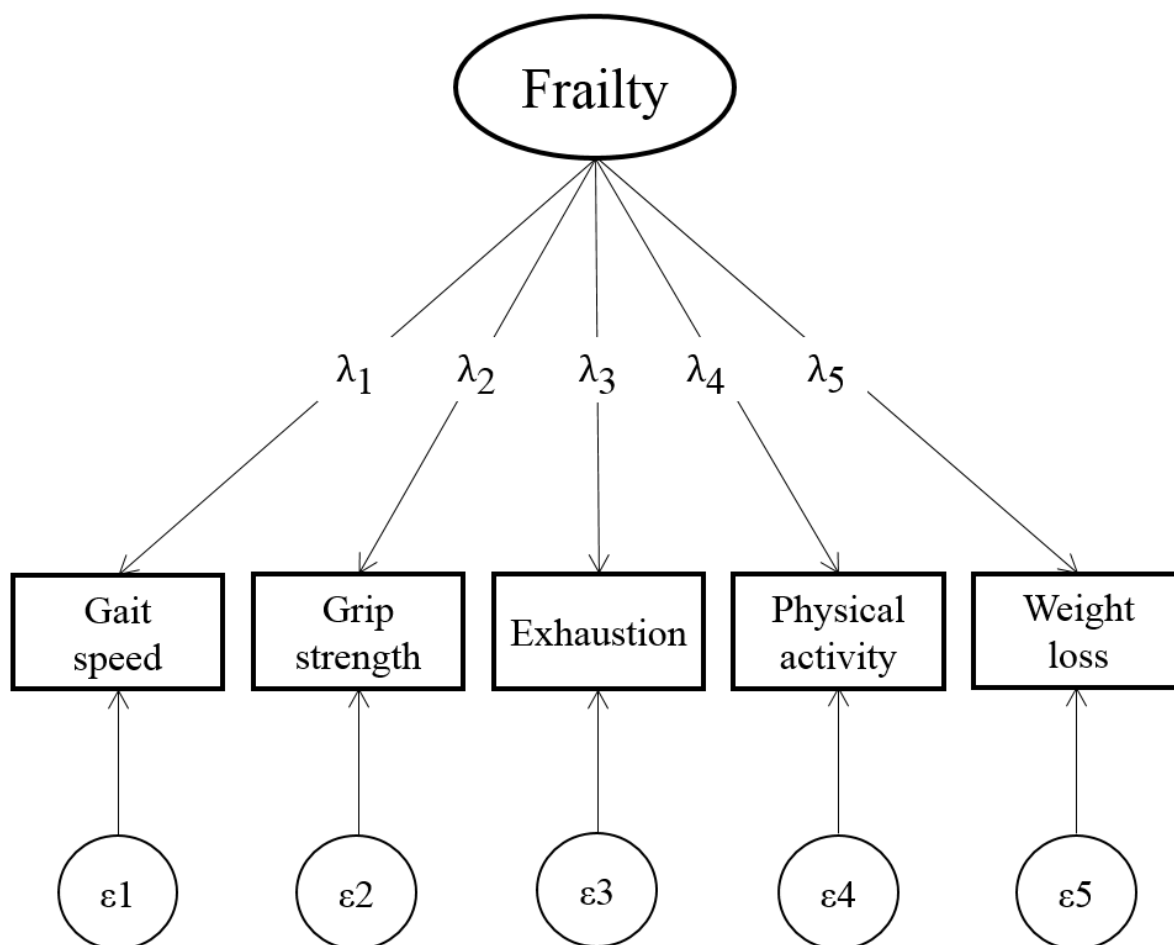 Frailty
λ1 λ2 λ3 λ4 λ5
Gait
speed
Grip
strength
Exhaustion
Physical
activity
Weight
loss
ε1 ε2 ε3 ε4 ε5